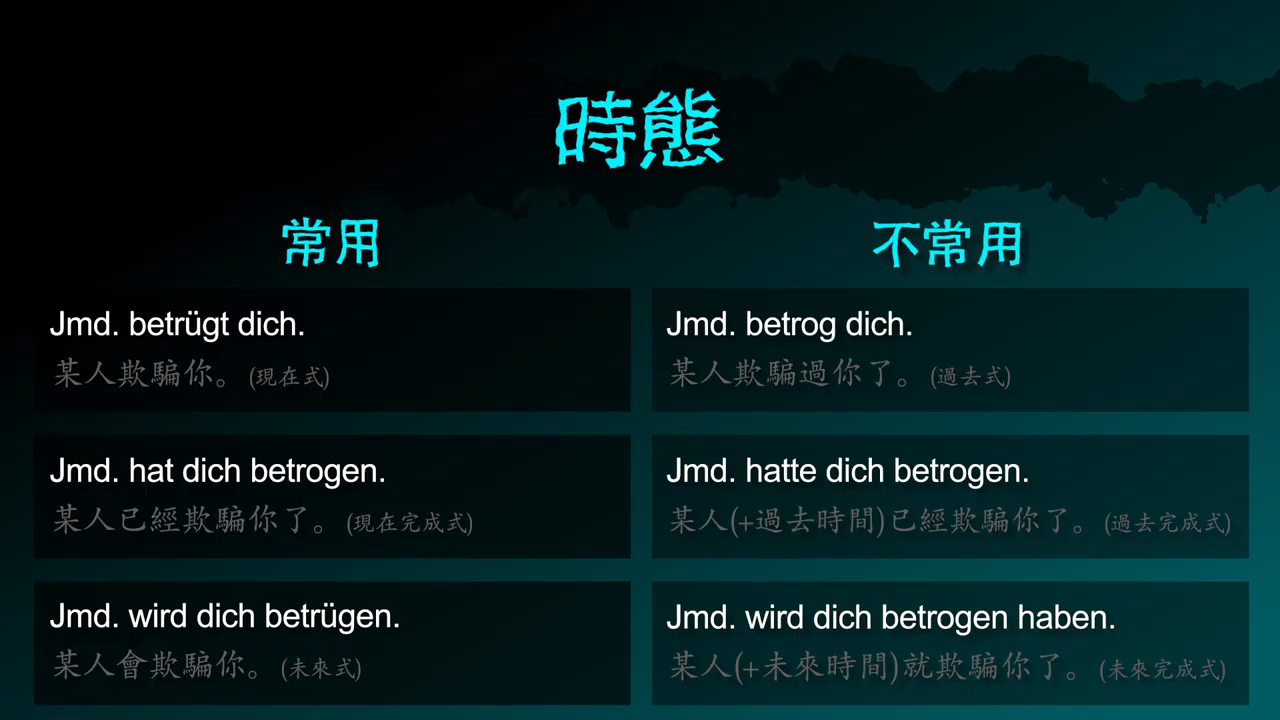 時態
常用
Jmd. betrügt dich.
某人欺騙你。(現在式)
Jmd. hat dich betrogen.
某人已經欺騙你了。(現在完成式)
Jmd. wird dich betrügen.
某人會欺騙你。(未來式)
不常用
Jmd. betrog dich.
某人欺騙過你了。(過去式)
Jmd. hatte dich betrogen.
某人(+過去時間)已經欺騙你了。(過去完成式)
Jmd. wird dich betrogen haben.
某人(+未來時間)就欺騙你了。(未來完成式)